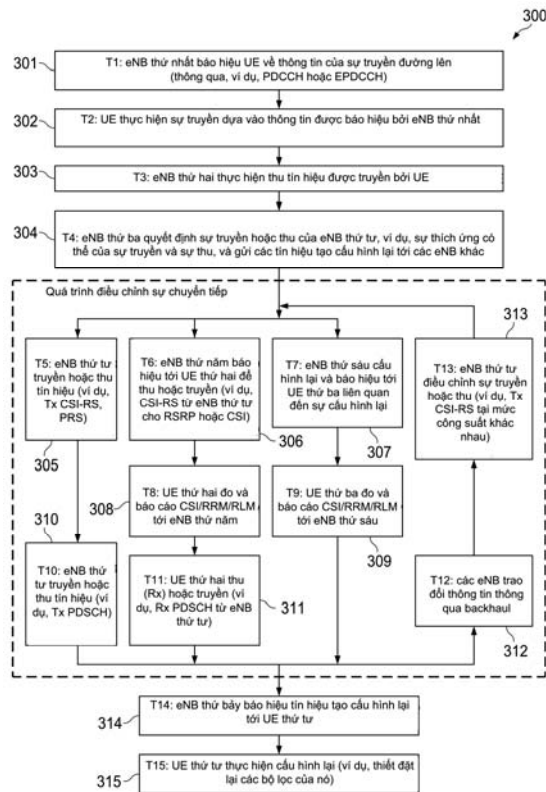 300
301
T1: eNB thứ nhất báo hiệu UE về thông tin của sự truyền đường lên
(thông qua, ví dụ, PDCCH hoặc EPDCCH)
302
T2: UE thực hiện sự truyền dựa vào thông tin được báo hiệu bởi eNB thứ nhất
303
T3: eNB thứ hai thực hiện thu tín hiệu được truyền bởi UE
304
T4: eNB thứ ba quyết định sự truyền hoặc thu của eNB thứ tư, ví dụ, sự thích ứng có
thể của sự truyền và sự thu, và gửi các tín hiệu tạo cấu hình lại tới các eNB khác
Quá trình điều chỉnh sự chuyển tiếp
313
T5: eNB thứ tư
truyền hoặc thu tín
hiệu (ví dụ,
Tx CSI-RS,
PRS)
305
T6: eNB thứ năm báo
hiệu tới UE thứ hai để
thu hoặc truyền (ví
dụ, CSI-RS từ eNB thứ tư
cho RSRP hoặc CSI)
306
T7: eNB thứ sáu cấu
hình lại và báo hiệu tới
UE thứ ba liên quan
đến sự cấu hình lại
307
T13: eNB thứ tư
điều chỉnh sự truyền
hoặc thu (ví dụ, Tx
CSI-RS tại mức
công suất khác
nhau)
308
T8: UE thứ hai đo và
báo cáo CSI/RRM/RLM
tới eNB thứ năm
T9: UE thứ ba đo và
báo cáo CSI/RRM/RLM
tới eNB thứ sáu
309
310
T10: eNB thứ
tư truyền hoặc
thu tín hiệu (ví
dụ, Tx PDSCH)
T11: UE thứ hai thu
(Rx) hoặc truyền (ví
dụ, Rx PDSCH từ eNB
thứ tư)
311
T12: các eNB trao
đổi thông tin thông
qua backhaul
312
314
T14: eNB thứ bảy báo hiệu tín hiệu tạo cấu hình lại
tới UE thứ tư
315
T15: UE thứ tư thực hiện cấu hình lại (ví dụ, thiết đặt
lại các bộ lọc của nó)